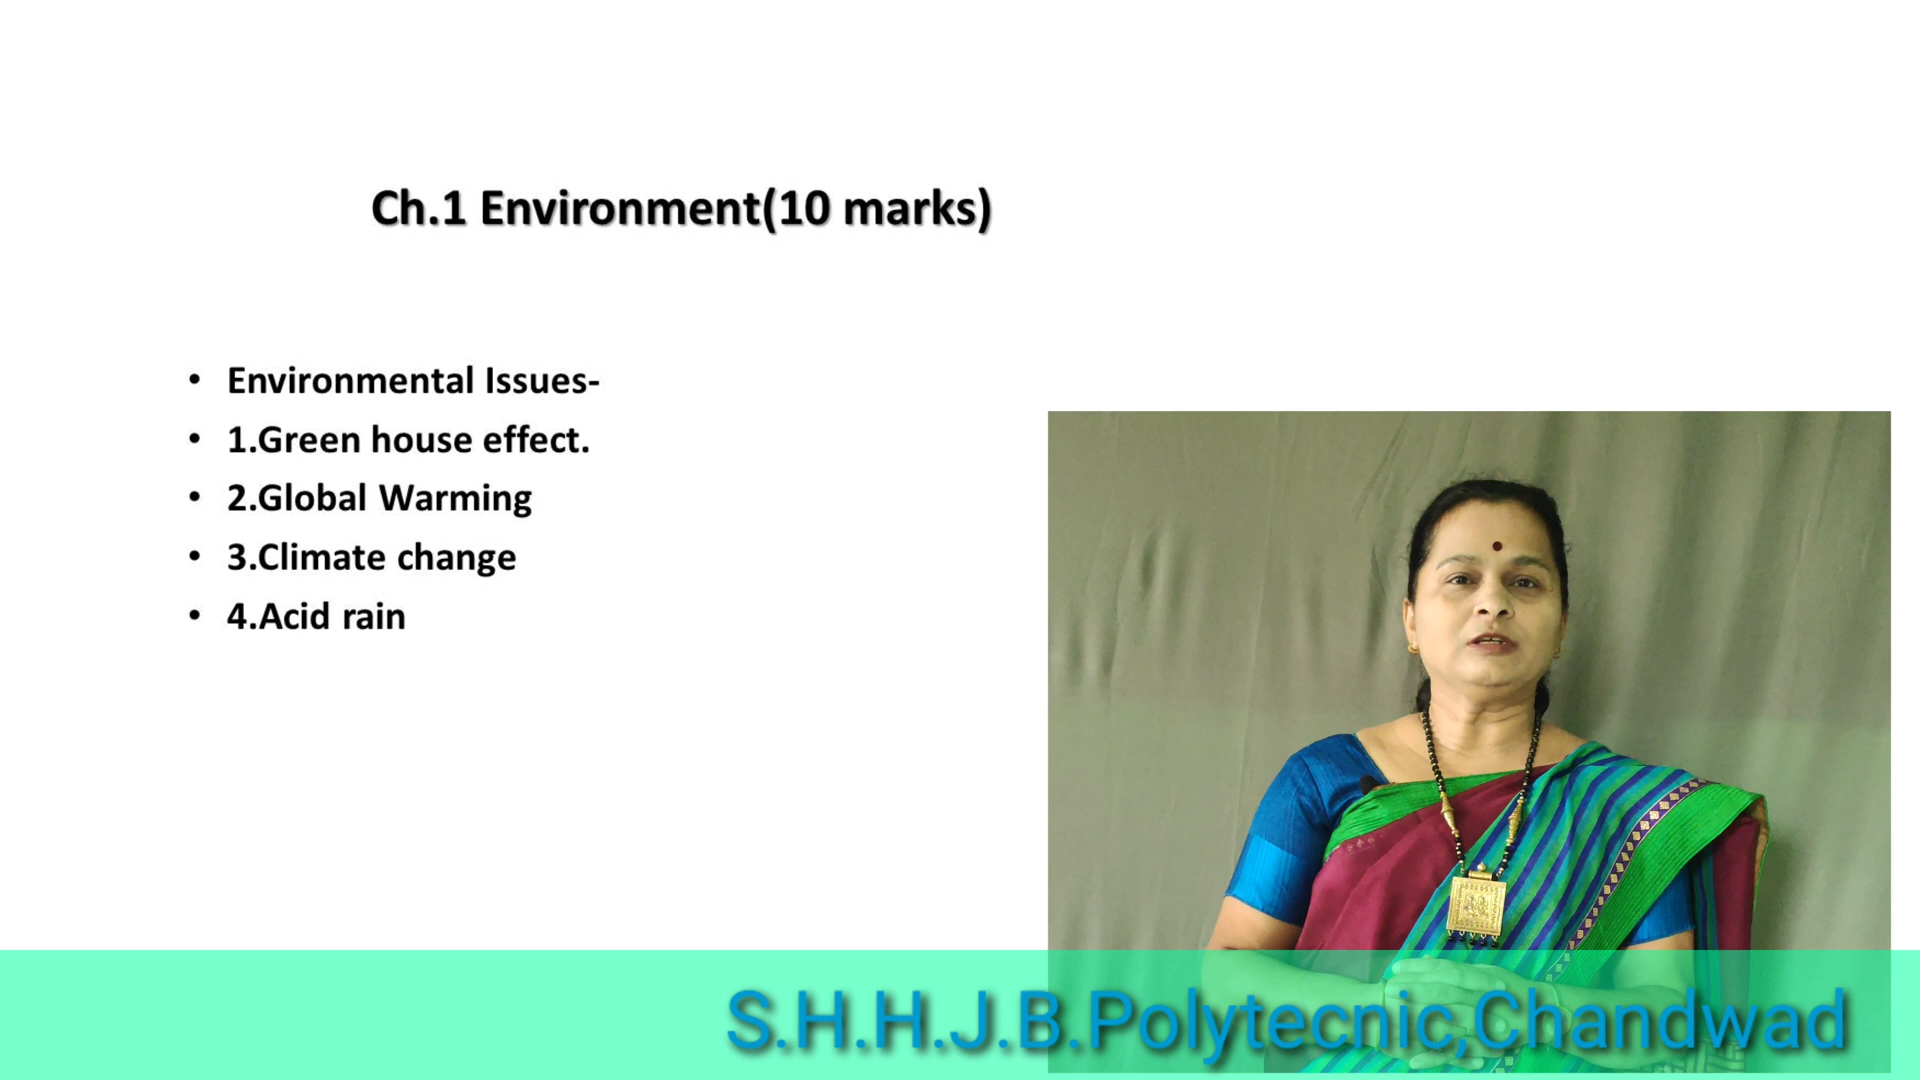 Ch.1 Environment(10 marks)
• Environmental Issues-
• 1.Green house effect.
• 2.Global Warming
• 3.Climate change
• 4.Acid rain
S.H.H.J.B.Polytecnic,Chandwad